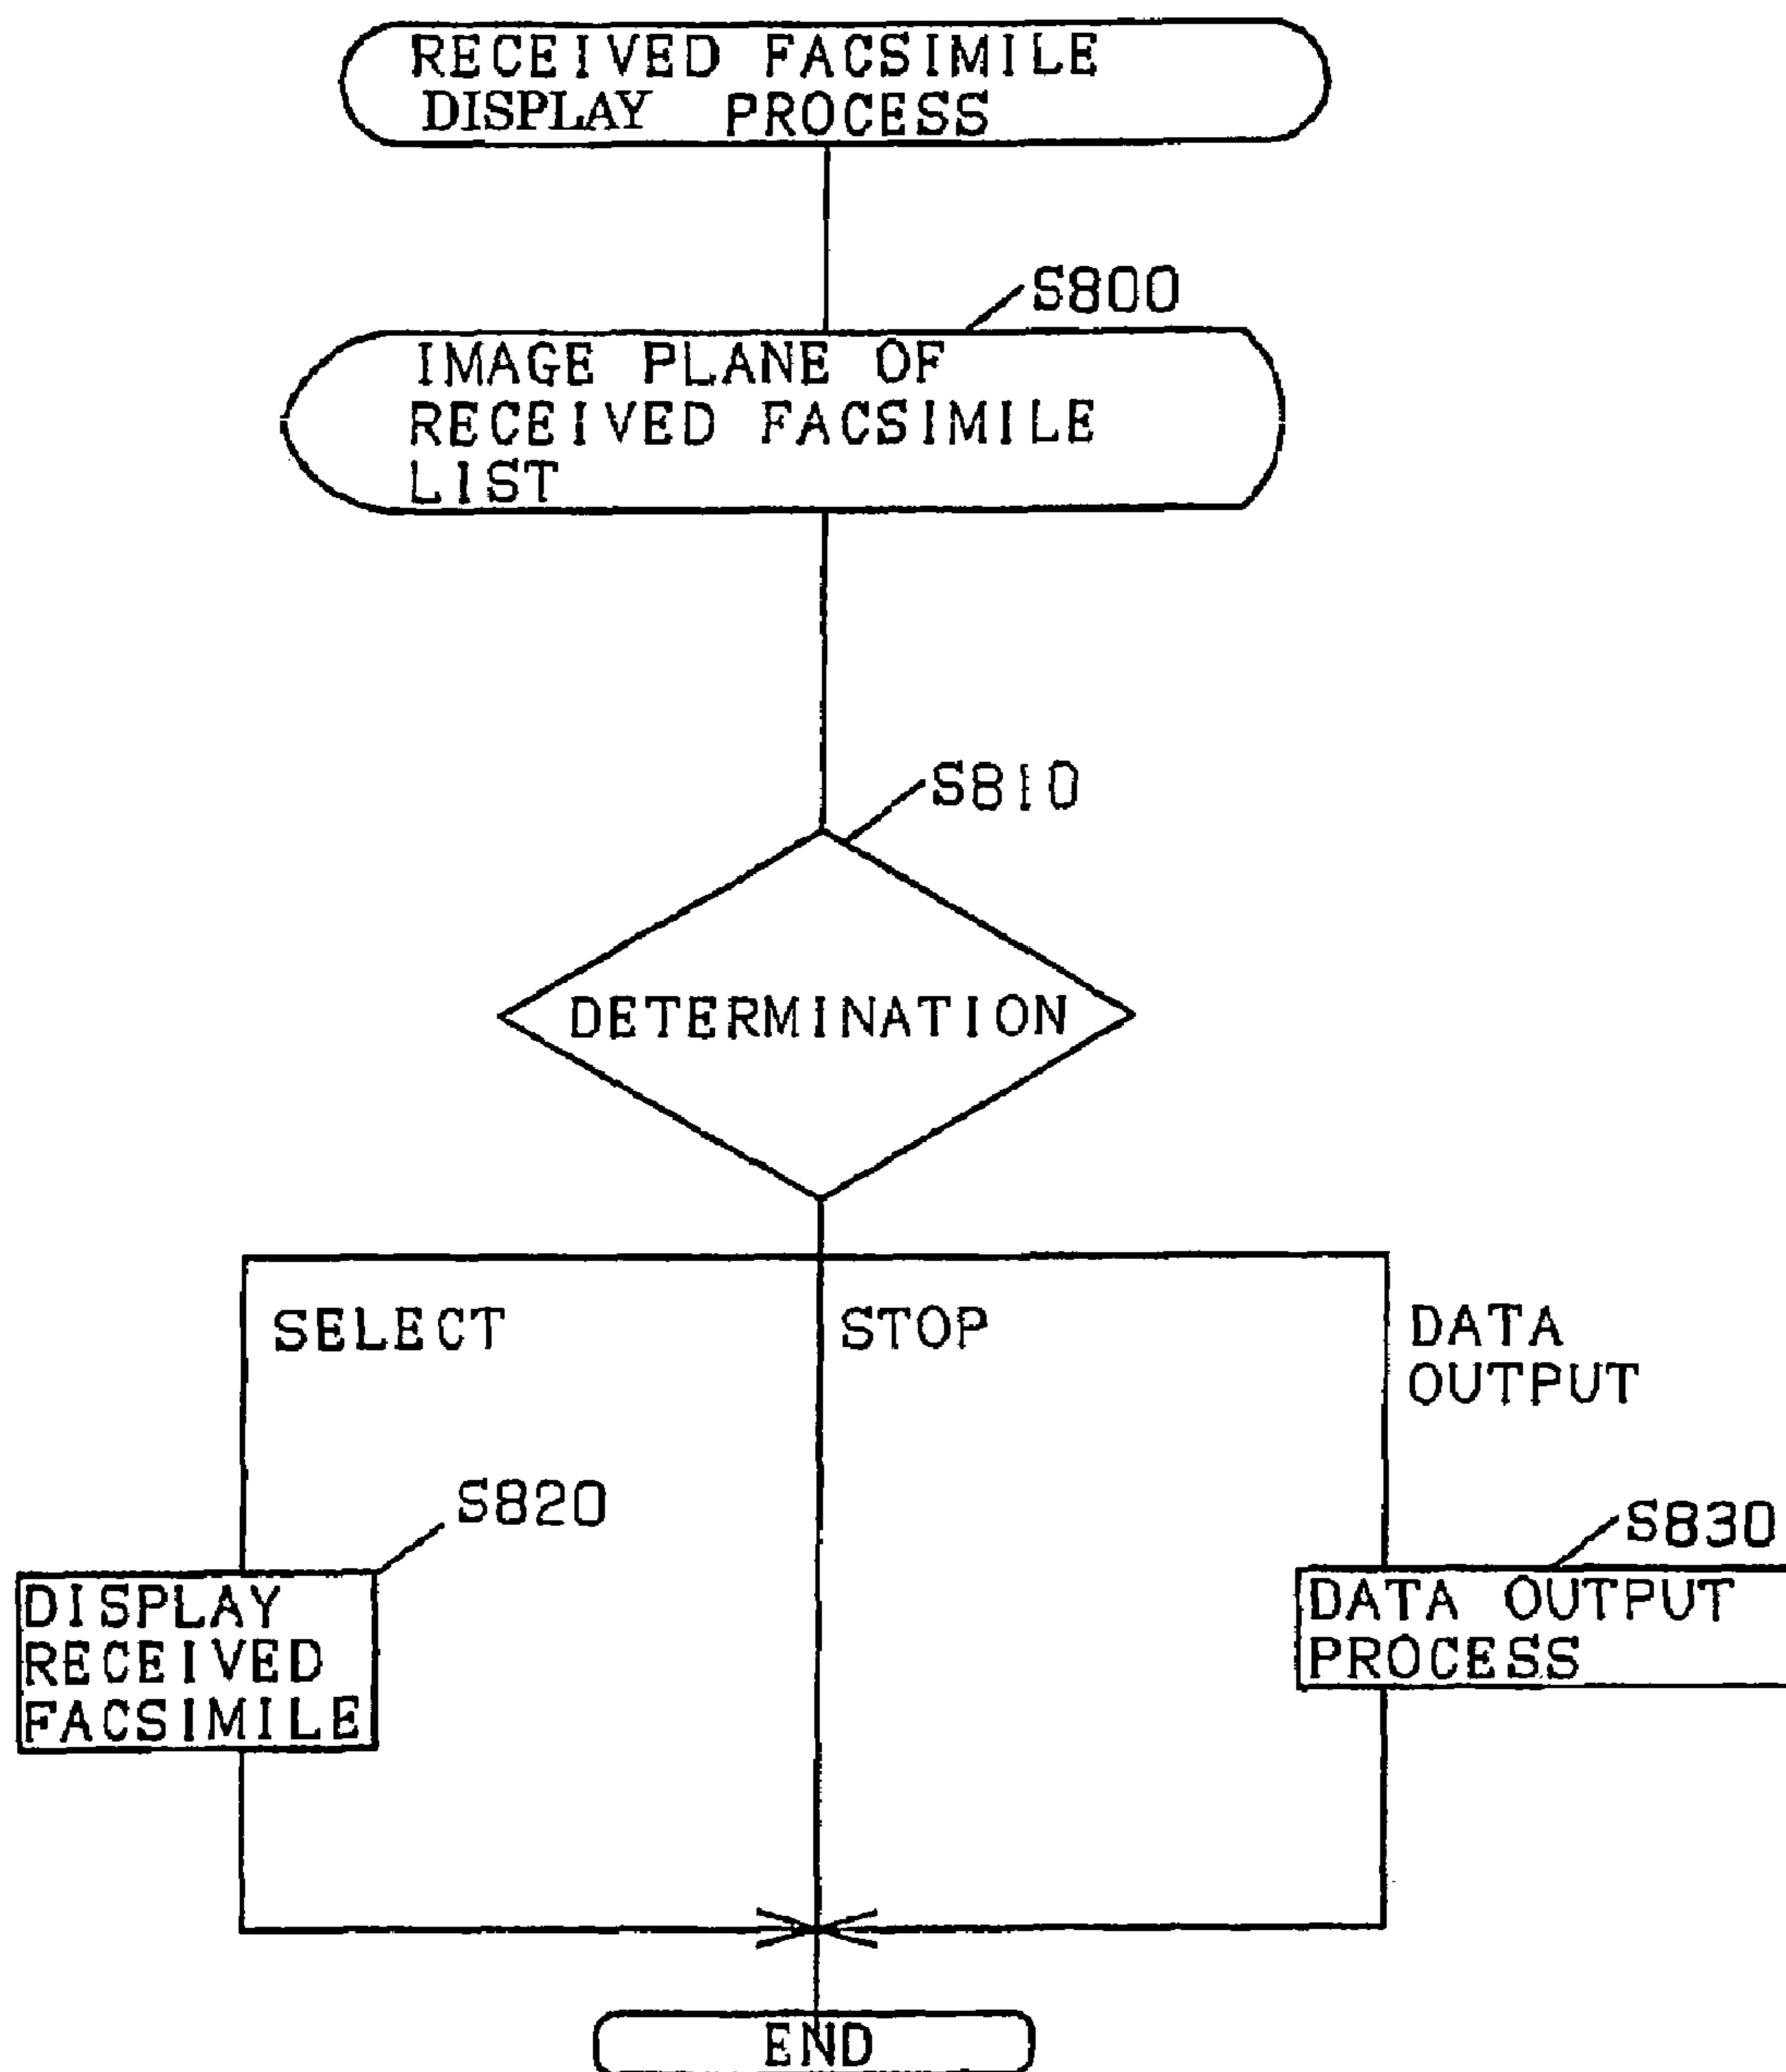 RECEIVED FACSIMILE
DISPLAY PROCESS
S800
IMAGE PLANE OF
RECEIVED FACSIMILE
LIST
S810
DETERMINATION
SELECT
STOP
DATA
OUTPUT
S820
S830
DISPLAY
RECEIVED
FACSIMILE
DATA OUTPUT
PROCESS
END